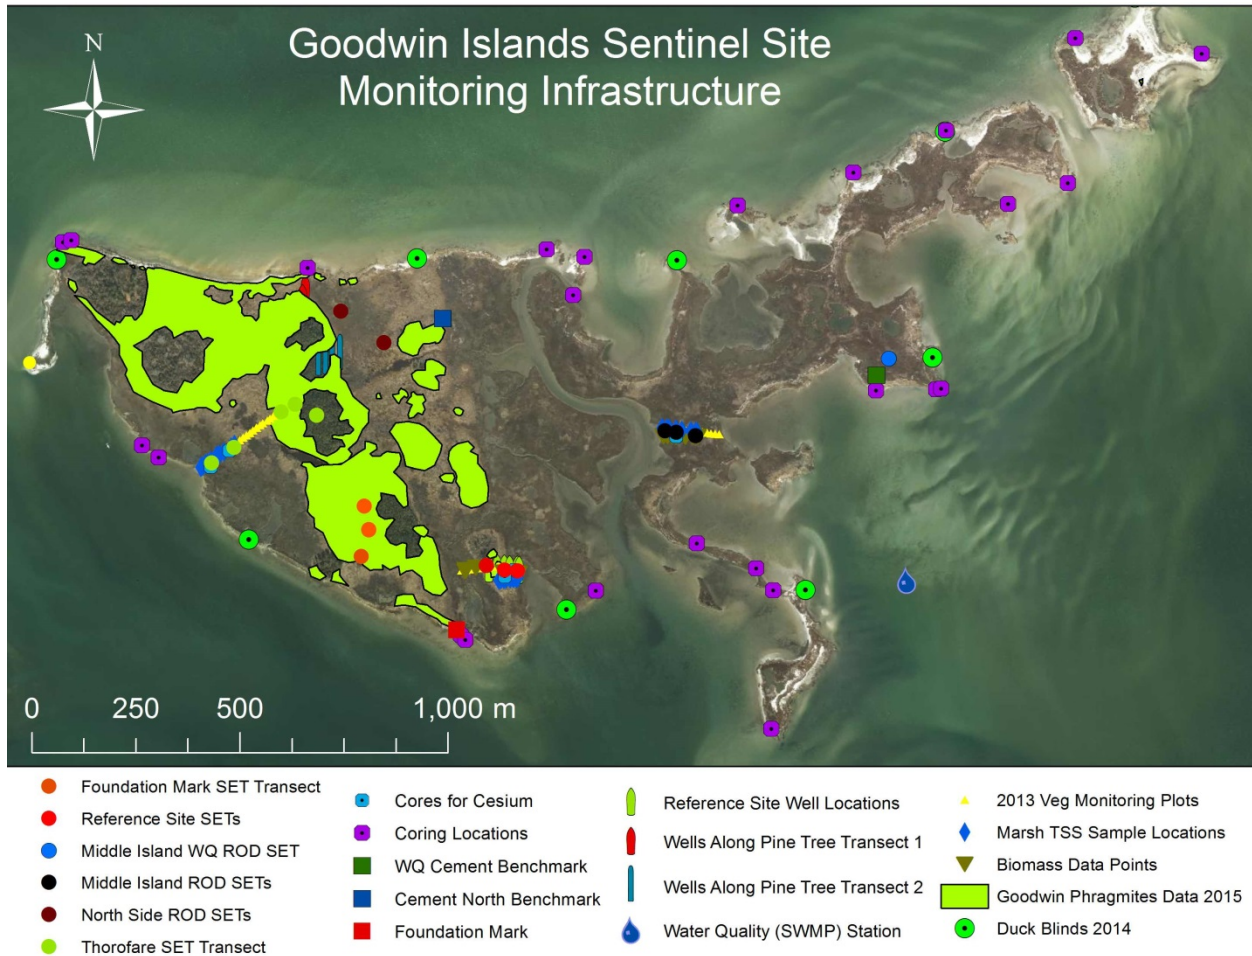 Goodwin Islands Sentinel Site
Monitoring Infrastructure
N
0 250 500 1,000 m
Foundation Mark SET Transect
Reference Site SETs
Middle Island WQ ROD SET
Middle Island ROD SETs
North Side ROD SETs
Thorofare SET Transect
Cores for Cesium
Coring Locations
WQ Cement Benchmark
Cement North Benchmark
Foundation Mark
Reference Site Well Locations
Wells Along Pine Tree Transect 1
Wells Along Pine Tree Transect 2
Water Quality (SWMP) Station
2013 Veg Monitoring Plots
Marsh TSS Sample Locations
Biomass Data Points
Goodwin Phragmites Data 2015
Duck Blinds 2014